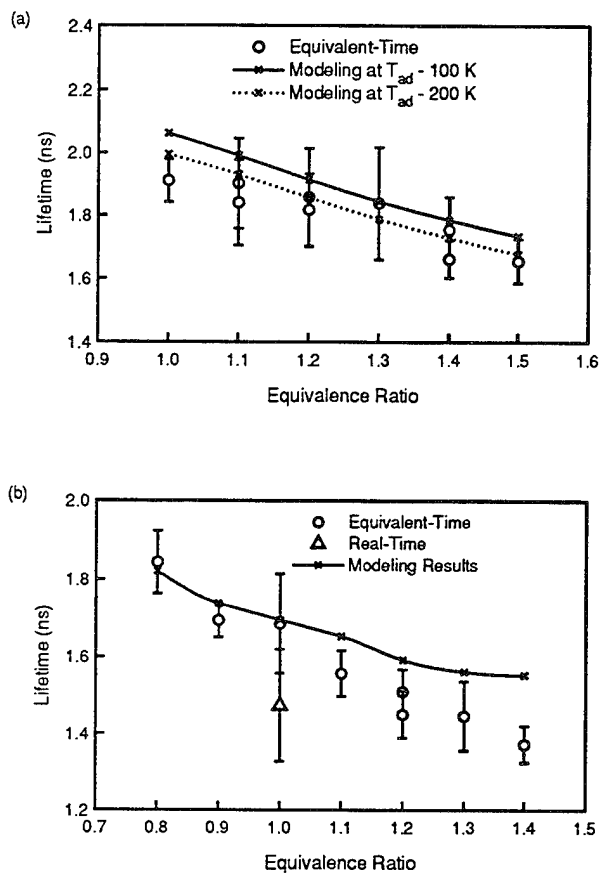 (a)
2.4
2.2
2.0
1.8
1.6
1.4
Lifetime (ns)
Equivalent-Time
Modeling at Tad - 100 K
Modeling at Tad - 200 K
0.9 1.0 1.1 1.2 1.3 1.4 1.5 1.6
Equivalence Ratio
(b)
2.0
1.8
1.6
1.4
1.2
Lifetime (ns)
Equivalent-Time
Real-Time
Modeling Results
0.7 0.8 0.9 1.0 1.1 1.2 1.3 1.4 1.5
Equivalence Ratio